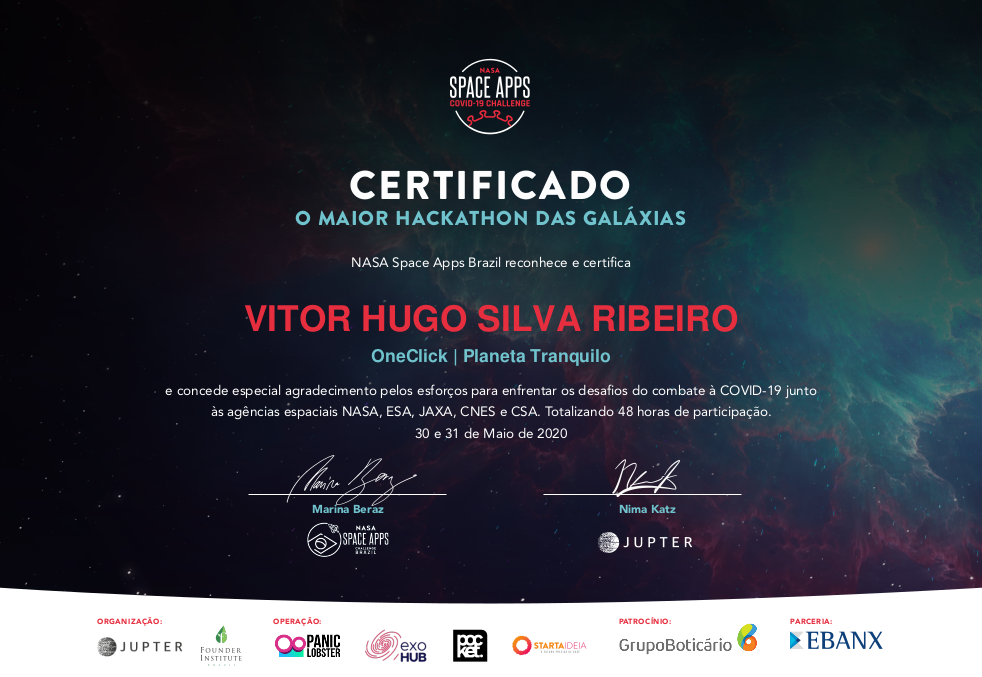 NASA
SPACE APPS
COVID-19 CHALLENGE
CERTIFICADO
O MAIOR HACKATHON DAS GALÁXIAS
NASA Space Apps Brazil reconhece e certifica
VITOR HUGO SILVA RIBEIRO
OneClick | Planeta Tranquilo
e concede especial agradecimento pelos esforços para enfrentar os desafios do combate à COVID-19 junto
às agências espaciais NASA, ESA, JAXA, CNES e CSA. Totalizando 48 horas de participação.
30 e 31 de Maio de 2020
Marina Beraz
Nima Katz
NASA
SPACE APPS
CHALLENGE
BRAZIL
JUPTER
ORGANIZAÇÃO:
JUPTER
FOUNDER
INSTITUTE
OPERAÇÃO:
PANIC
LOBSTER
exo
HUB
poc
ket.
STARTAIDEIA
PATROCÍNIO:
GrupoBoticário
PARCERIA:
EBANX